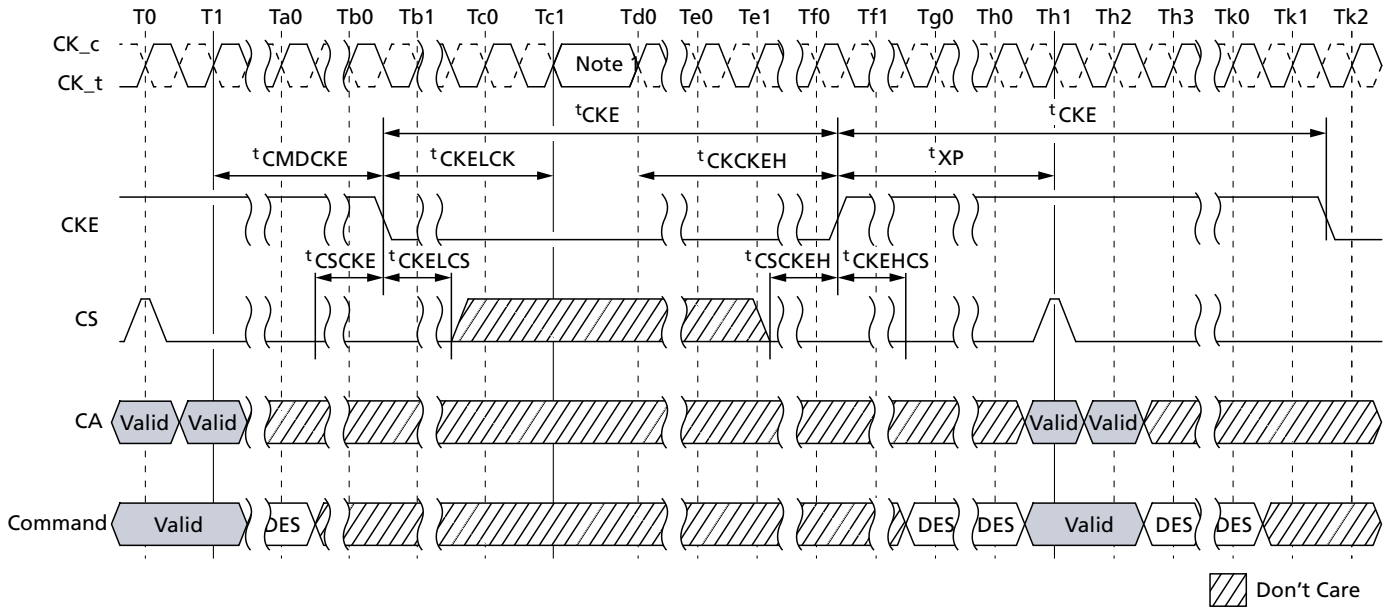 T0 T1 Ta0 Tb0 Tb1 Tc0 Tc1 Td0 Te0 Te1 Tf0 Tf1 Tg0 Th0 Th1 Th2 Th3 Tk0 Tk1 Tk2
CK_c
CK_t
Note 1
tCKE tCKE
tCMDCKE tCKELCK tCKCKEH tXP
CKE
tCSCKE tCKELCS tCSCKEH tCKEHCS
CS
CA Valid Valid Valid Valid
Command Valid DES DES DES Valid DES DES
Don't Care